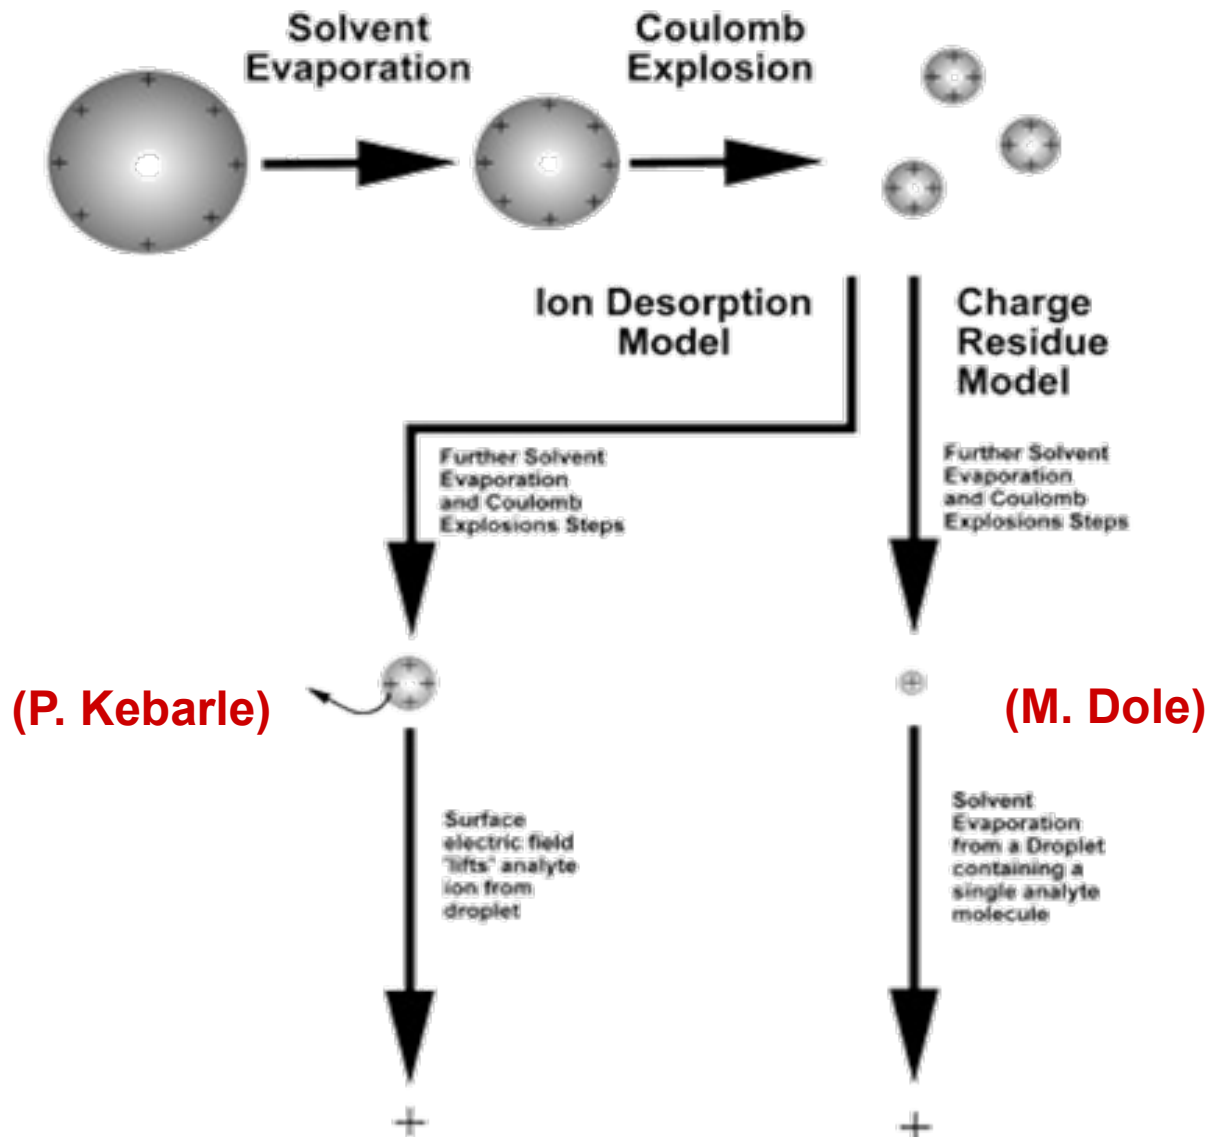 Solvent
Evaporation
Coulomb
Explosion
Ion Desorption
Model
Charge
Residue
Model
Further Solvent
Evaporation
and Coulomb
Explosions Steps
Further Solvent
Evaporation
and Coulomb
Explosions Steps
(P. Kebarle)
(M. Dole)
Surface
electric field
"lifts" analyte
ion from
droplet
Solvent
Evaporation
from a Droplet
containing a
single analyte
molecule